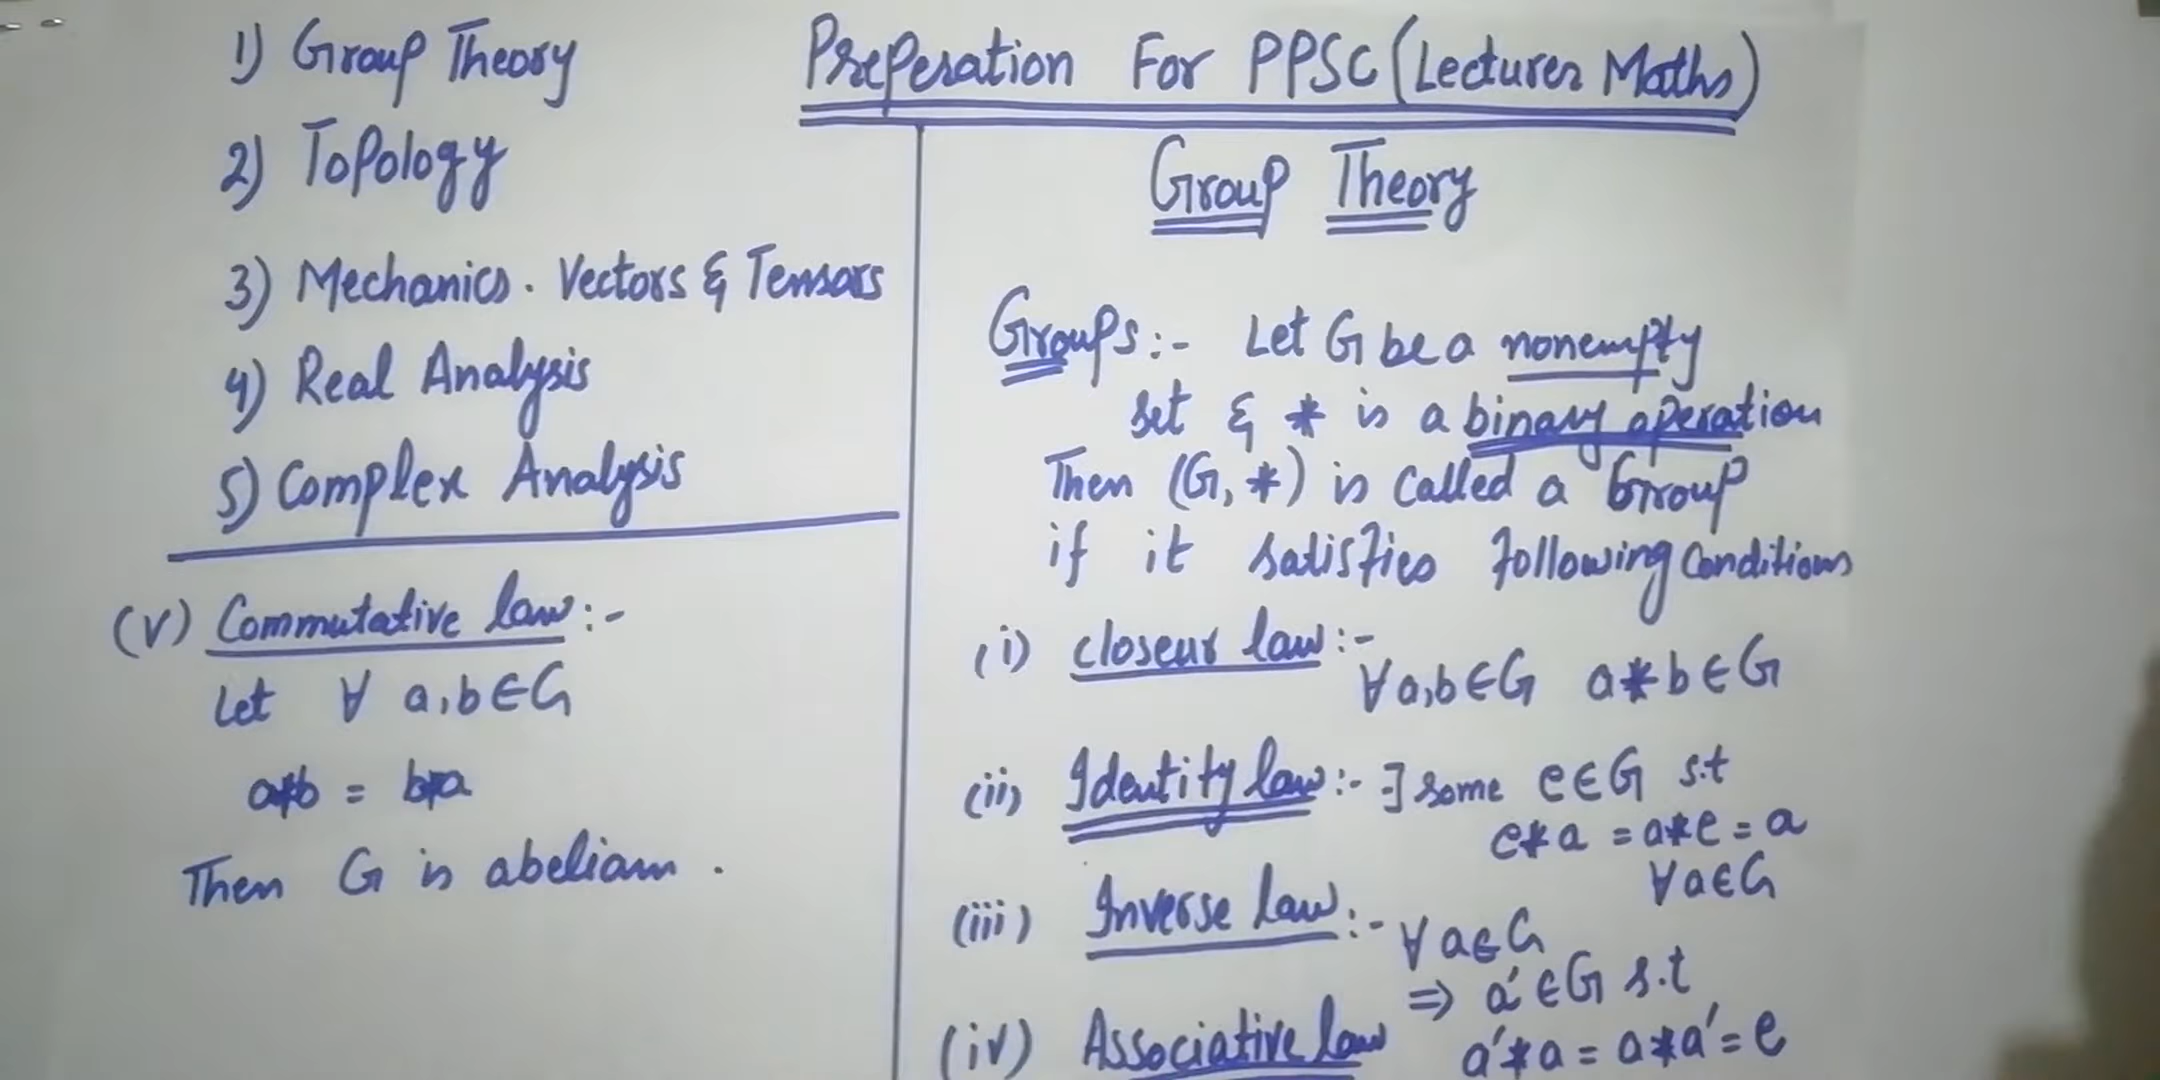 Preperation For PPSC (Lecturer Maths)
1) Group Theory
2) Topology
3) Mechanics. Vectors & Tensors
4) Real Analysis
5) Complex Analysis
(v) Commutative law:-
Let ∀ a,b∈G
a*b = b*a
Then G is abeliam.
Group Theory
Groups:- Let G be a nonempty
set & * is a binary operation
Then (G, *) is called a Group
if it satisfies following conditions
(i) closeur law:-
∀a,b∈G a*b∈G
(ii) Identity law:- ∃ some e∈G s.t
e*a = a*e = a
∀a∈G
(iii) Inverse law:- ∀ a∈G
⇒ a′∈G s.t
a′*a = a*a′ = e
(iv) Associative law